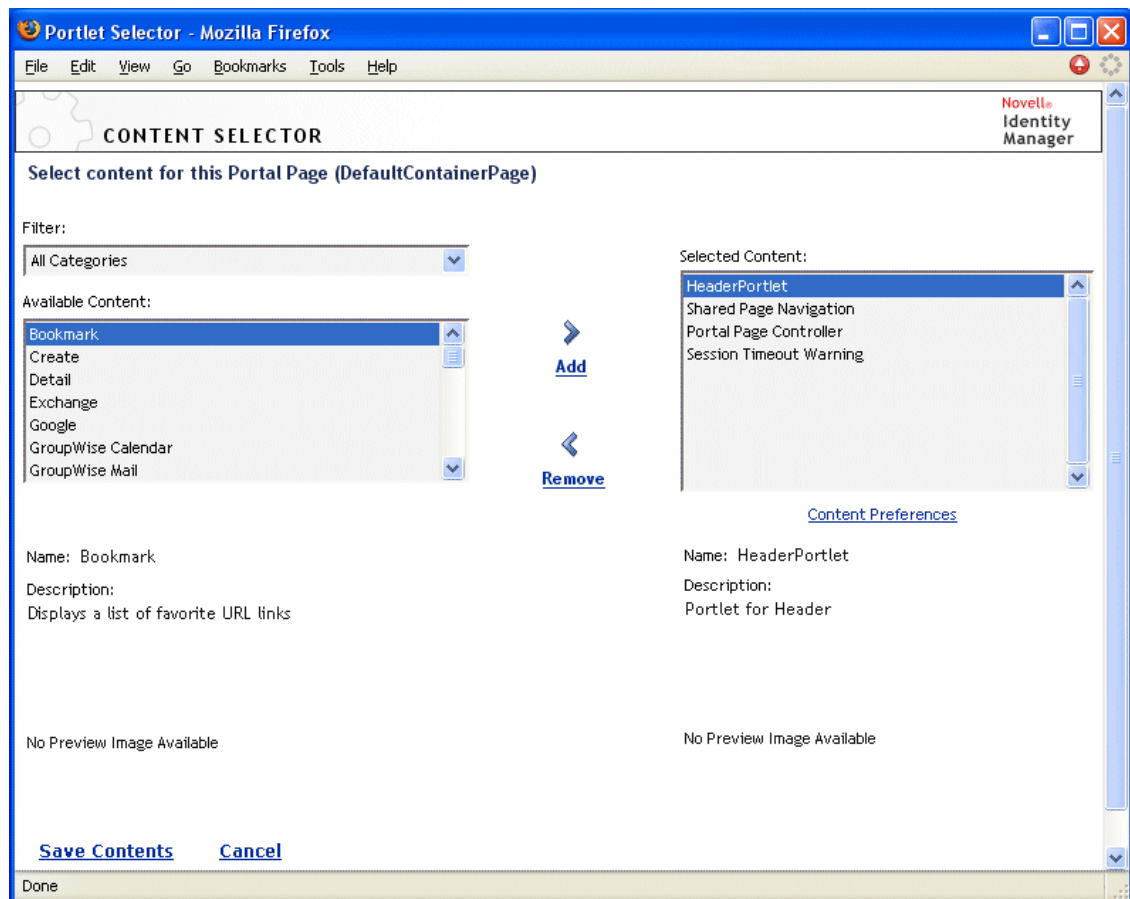 Portlet Selector - Mozilla Firefox
File Edit View Go Bookmarks Tools Help
CONTENT SELECTOR
Novell®
Identity
Manager
Select content for this Portal Page (DefaultContainerPage)
Filter:
All Categories
Available Content:
Bookmark
Create
Detail
Exchange
Google
GroupWise Calendar
GroupWise Mail
Add
Remove
Selected Content:
HeaderPortlet
Shared Page Navigation
Portal Page Controller
Session Timeout Warning
Content Preferences
Name: Bookmark
Description:
Displays a list of favorite URL links
No Preview Image Available
Name: HeaderPortlet
Description:
Portlet for Header
No Preview Image Available
Save Contents Cancel
Done